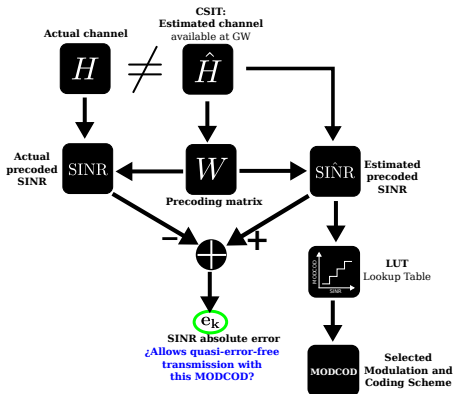 CSIT:
Estimated channel
available at GW
Actual channel
H
Ĥ
Actual
precoded
SINR
SINR
W
Precoding matrix
SIN̂R
Estimated
precoded
SINR
−
+
MODCOD
SINR
LUT
Lookup Table
e_k
SINR absolute error
¿Allows quasi-error-free
transmission with
this MODCOD?
MODCOD
Selected
Modulation and
Coding Scheme